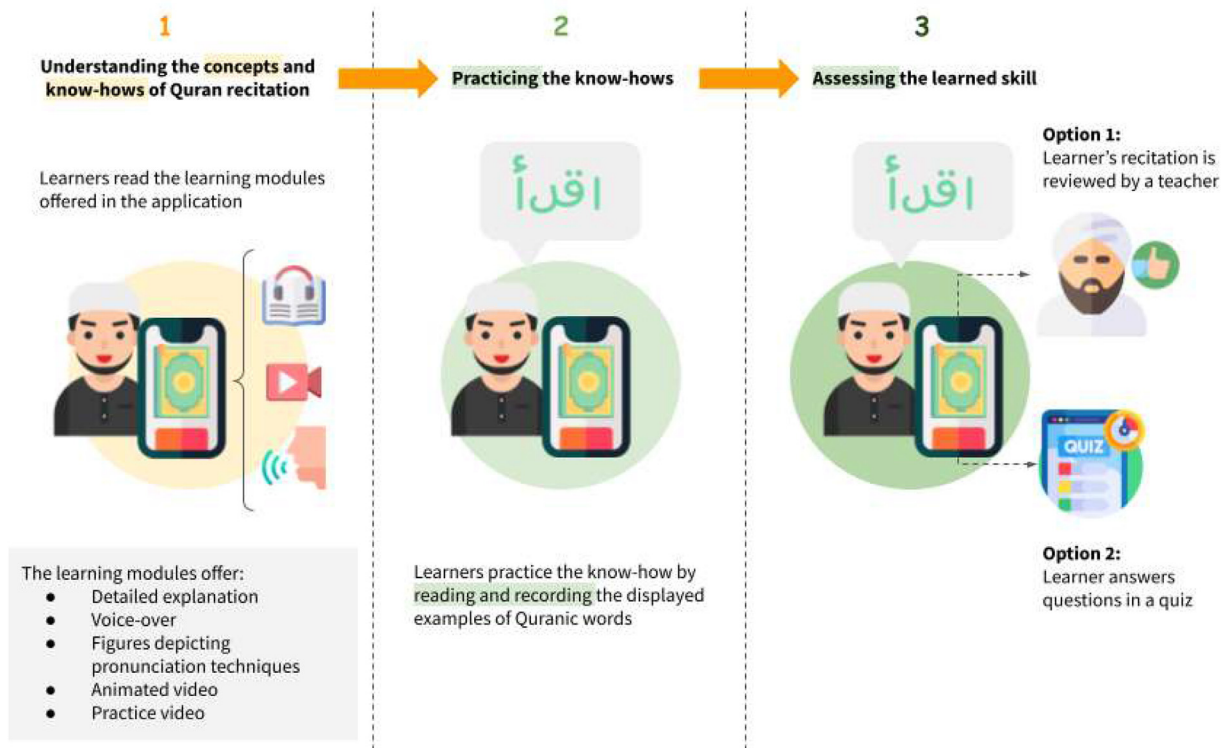 1
Understanding the concepts and
know-hows of Quran recitation
Learners read the learning modules
offered in the application
The learning modules offer:
● Detailed explanation
● Voice-over
● Figures depicting
pronunciation techniques
● Animated video
● Practice video
2
Practicing the know-hows
اقرأ
Learners practice the know-how by
reading and recording the displayed
examples of Quranic words
3
Assessing the learned skill
اقرأ
Option 1:
Learner’s recitation is
reviewed by a teacher
QUIZ
Option 2:
Learner answers
questions in a quiz